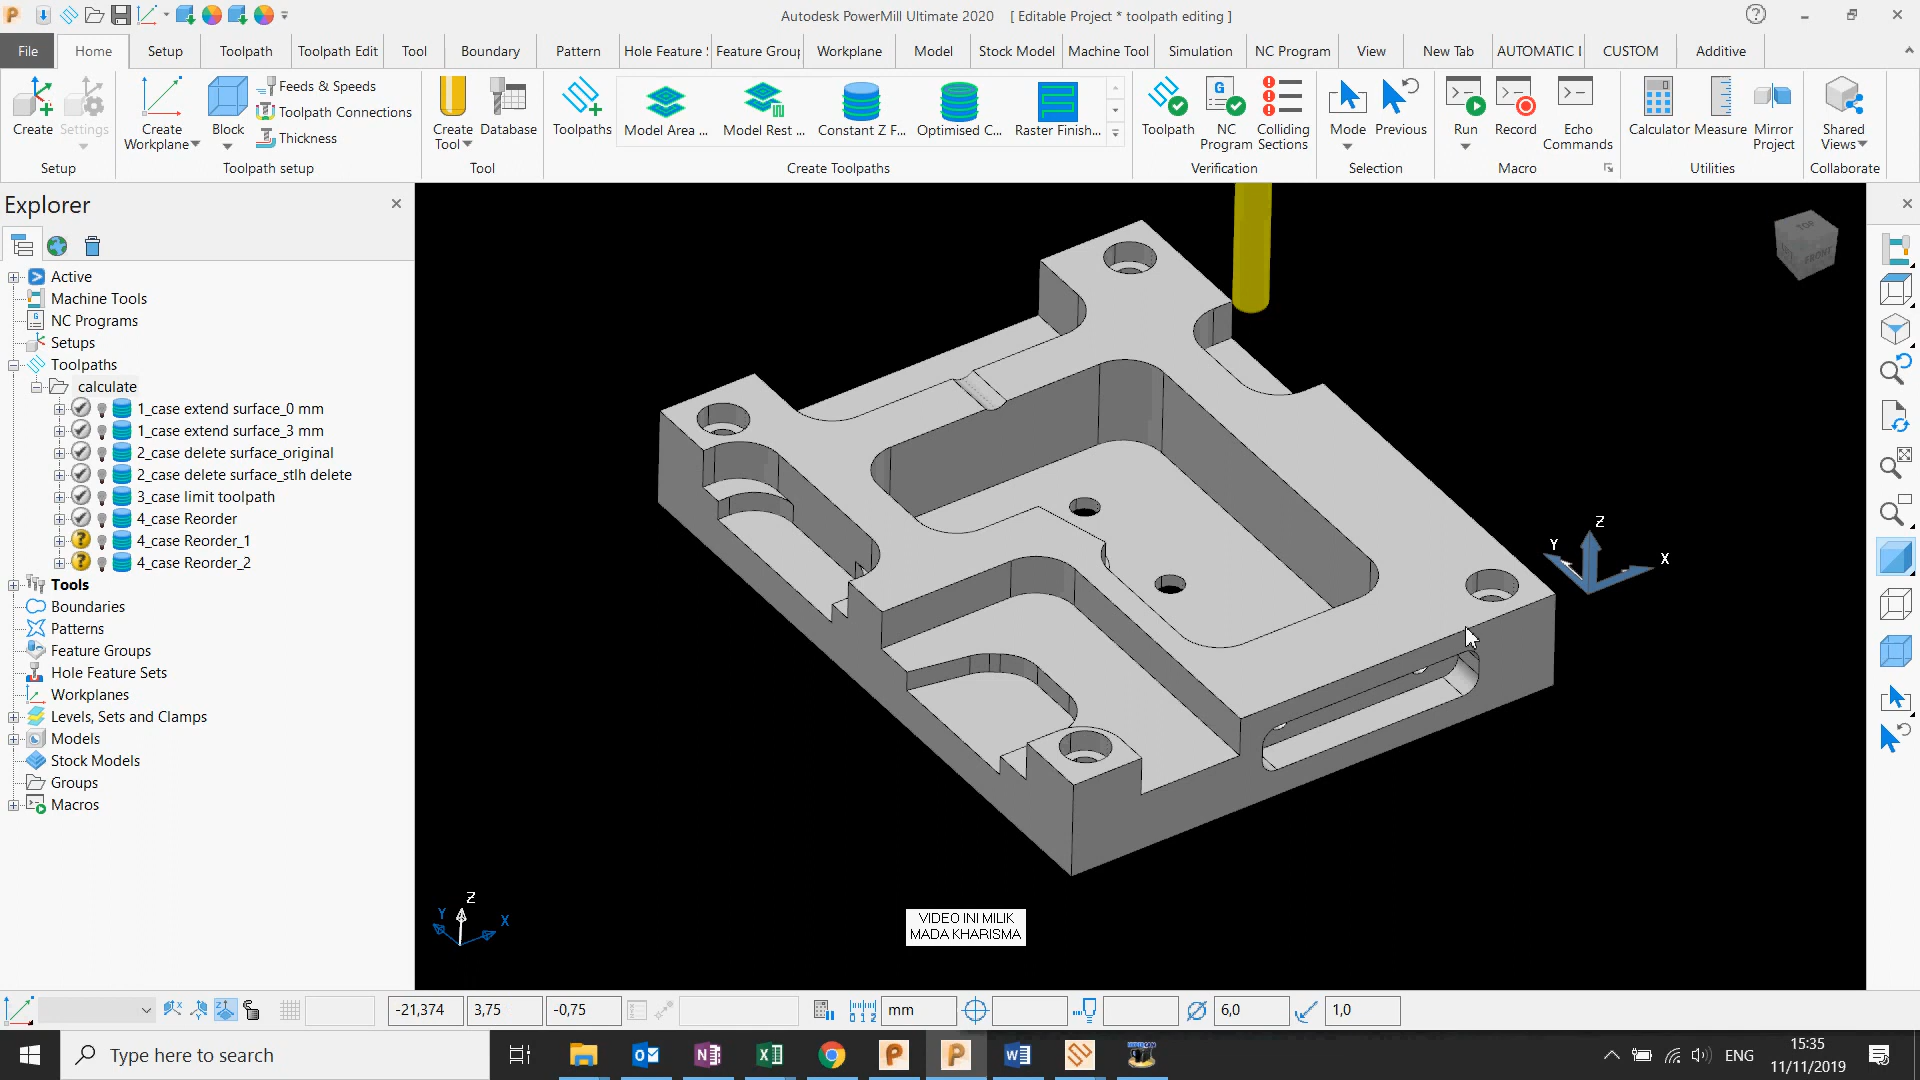 Autodesk PowerMill Ultimate 2020 [ Editable Project * toolpath editing ]
File Home Setup Toolpath Toolpath Edit Tool Boundary Pattern Hole Feature Feature Grou Workplane Model Stock Model Machine Tool Simulation NC Program View New Tab AUTOMATIC CUSTOM Additive
Feeds & Speeds
Toolpath Connections
Thickness
Create Settings Create Workplane Block Create Tool Database Toolpaths Model Area ... Model Rest ... Constant Z F... Optimised C... Raster Finish... Toolpath NC Program Colliding Sections Mode Previous Run Record Echo Commands Calculator Measure Mirror Project Shared Views
Setup Toolpath setup Tool Create Toolpaths Verification Selection Macro Utilities Collaborate
Explorer
Active
Machine Tools
NC Programs
Setups
Toolpaths
calculate
1_case extend surface_0 mm
1_case extend surface_3 mm
2_case delete surface_original
2_case delete surface_stlh delete
3_case limit toolpath
4_case Reorder
4_case Reorder_1
4_case Reorder_2
Tools
Boundaries
Patterns
Feature Groups
Hole Feature Sets
Workplanes
Levels, Sets and Clamps
Models
Stock Models
Groups
Macros
TOP
FRONT
Z
Y
X
Z
Y
X
VIDEO INI MILIK
MADA KHARISMA
-21,374 3,75 -0,75 mm 6,0 1,0
Type here to search
ENG
15:35
11/11/2019